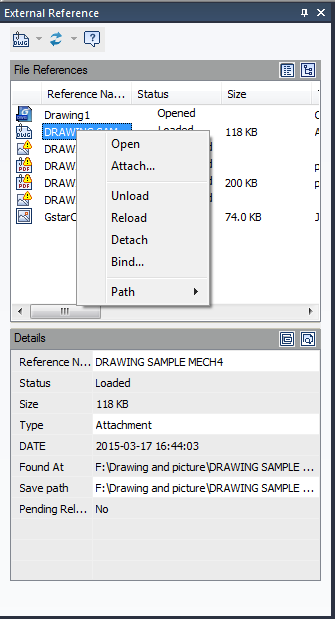 External Reference
DWG
File References
Reference Na... Status Size
Drawing1 Opened
DRAWING SAM Loaded 118 KB
DRAW
DRAW
DRAW 200 KB
DRAW
GstarC 74.0 KB
Open
Attach...
Unload
Reload
Detach
Bind...
Path
Details
Reference N... DRAWING SAMPLE MECH4
Status Loaded
Size 118 KB
Type Attachment
DATE 2015-03-17 16:44:03
Found At F:\Drawing and picture\DRAWING SAMPLE ...
Save path F:\Drawing and picture\DRAWING SAMPLE ...
Pending Rel... No